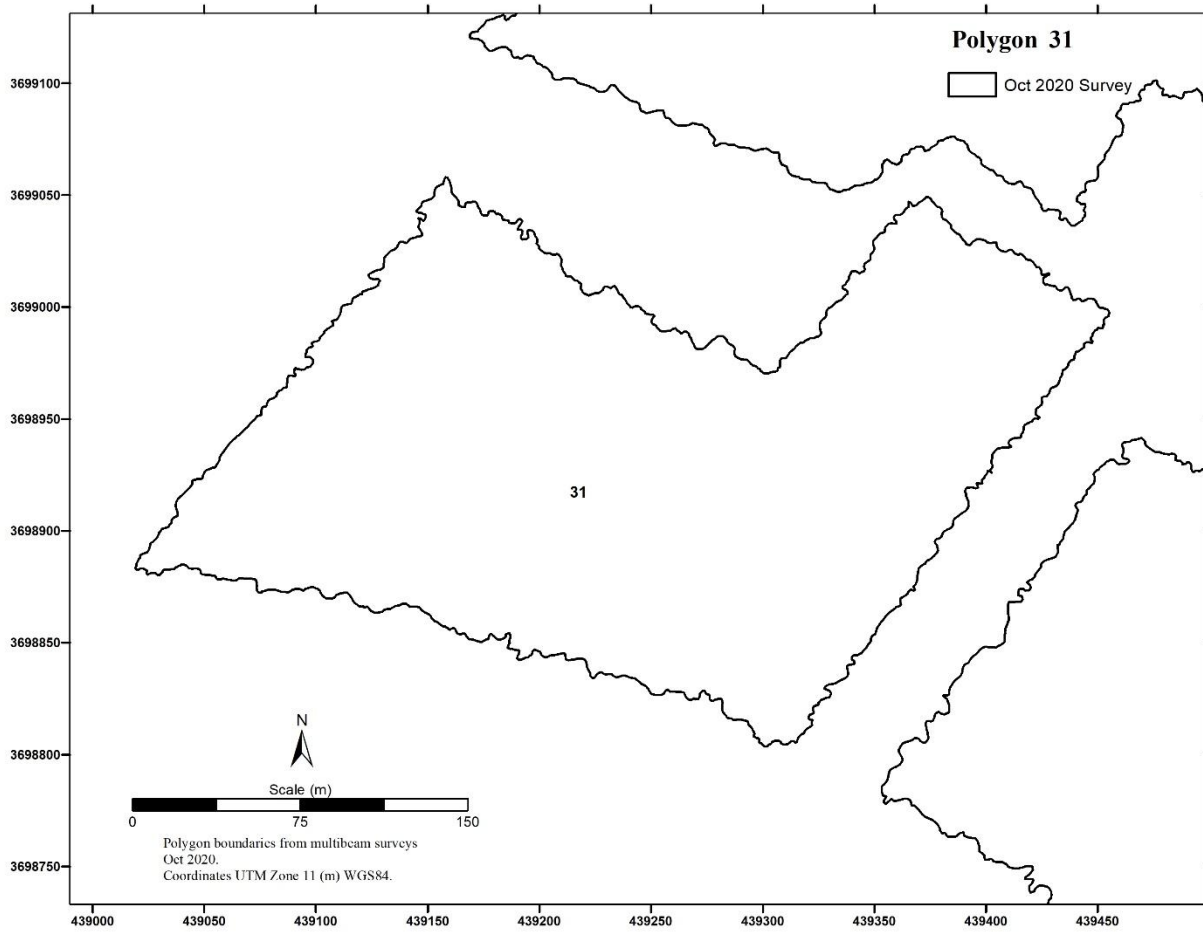 Polygon 31
Oct 2020 Survey
3699100
3699050
3699000
3698950
3698900
3698850
3698800
3698750
31
N
Scale (m)
0 75 150
Polygon boundaries from multibeam surveys
Oct 2020.
Coordinates UTM Zone 11 (m) WGS84.
439000 439050 439100 439150 439200 439250 439300 439350 439400 439450